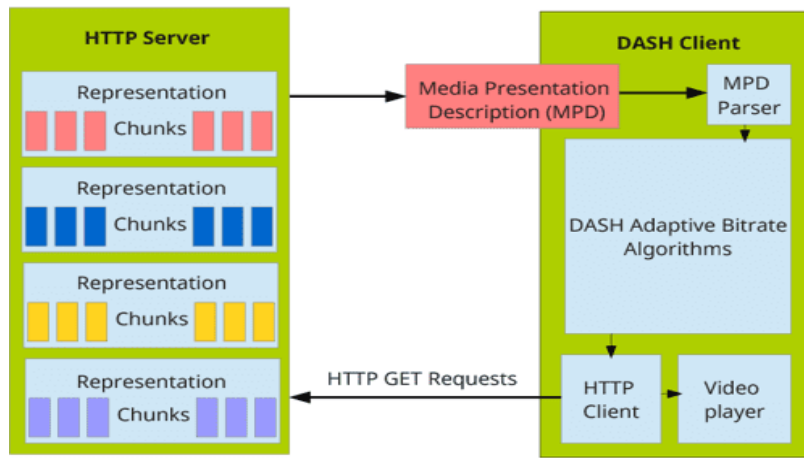 HTTP Server
Representation
Chunks
Representation
Chunks
Representation
Chunks
Representation
Chunks
Media Presentation
Description (MPD)
HTTP GET Requests
DASH Client
MPD
Parser
DASH Adaptive Bitrate
Algorithms
HTTP
Client
Video
player